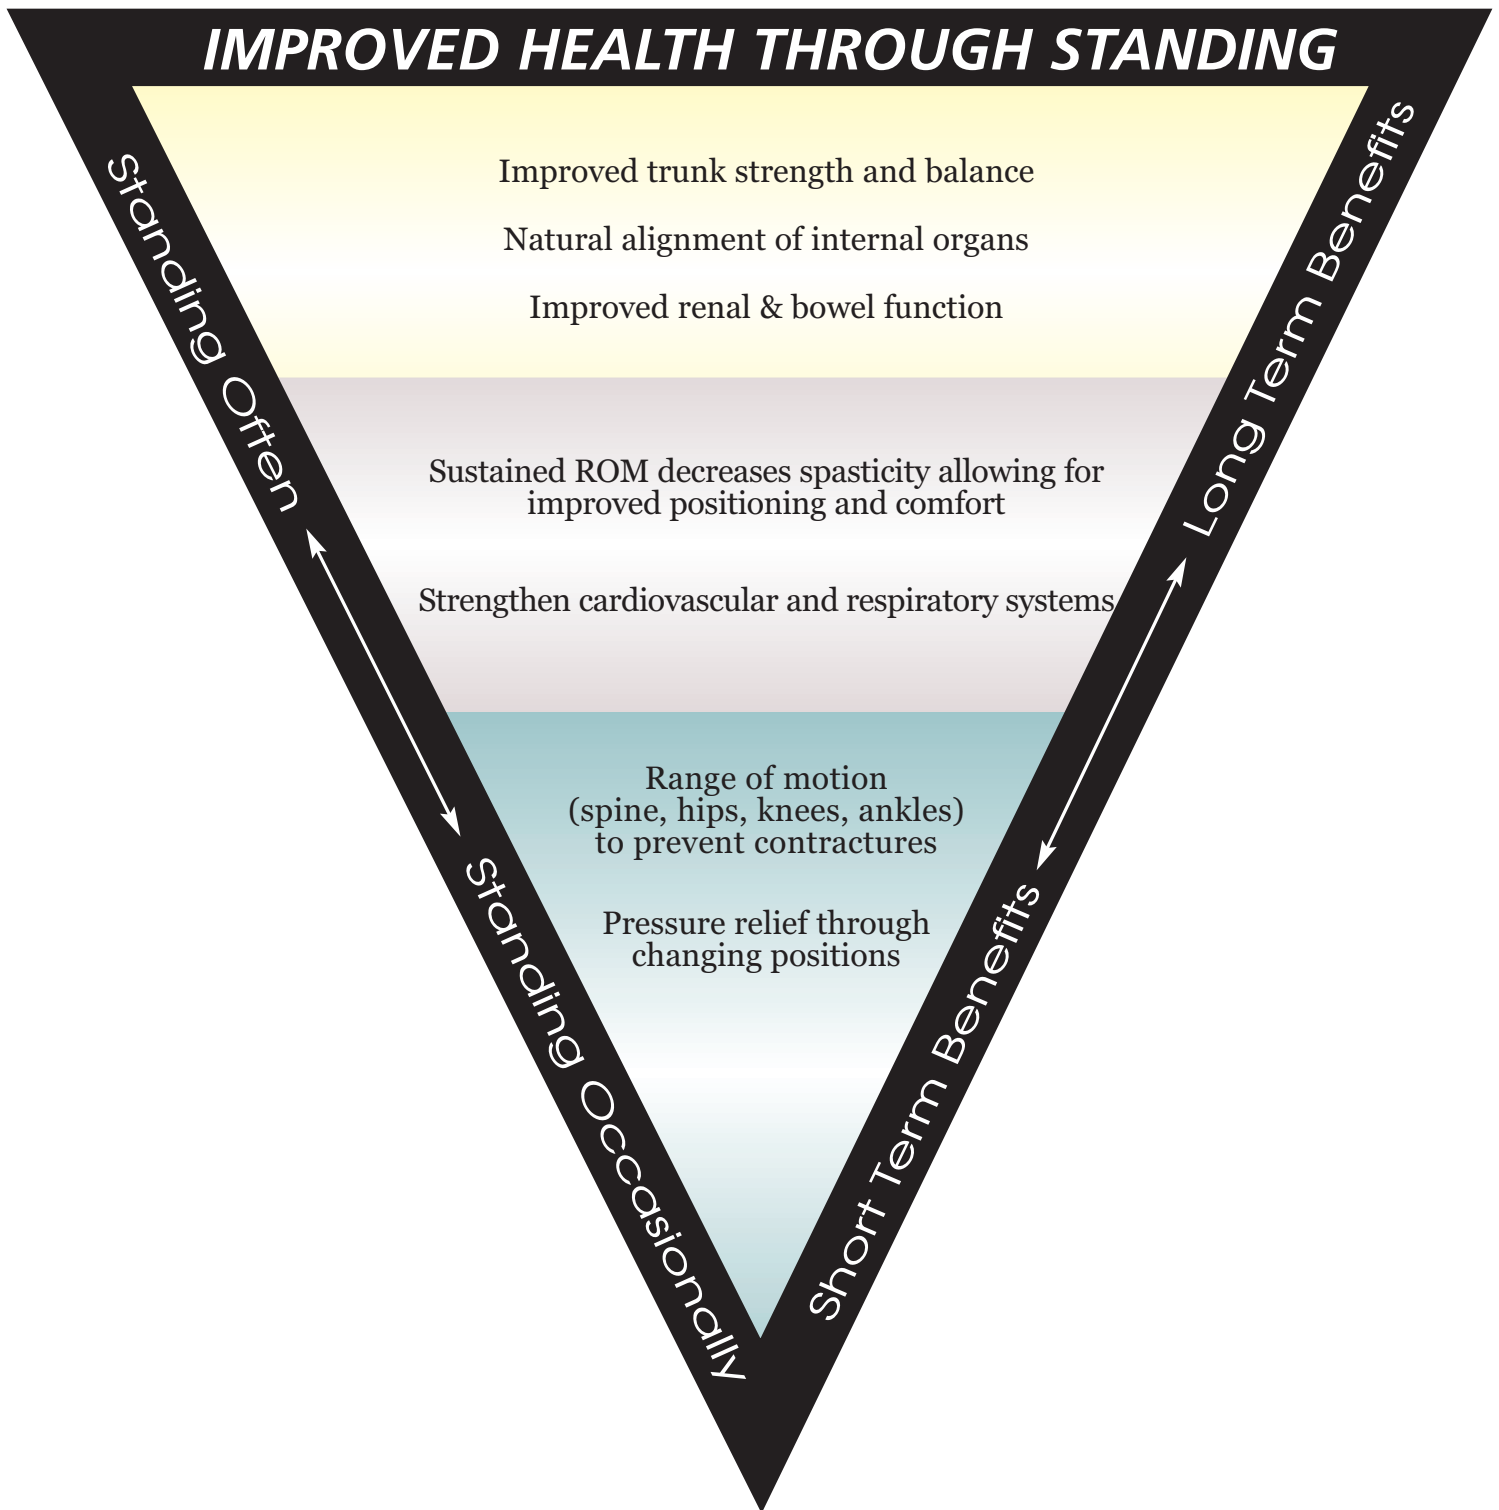 IMPROVED HEALTH THROUGH STANDING
Improved trunk strength and balance
Natural alignment of internal organs
Improved renal & bowel function
Sustained ROM decreases spasticity allowing for
improved positioning and comfort
Strengthen cardiovascular and respiratory systems
Range of motion
(spine, hips, knees, ankles)
to prevent contractures
Pressure relief through
changing positions
Standing Often
Standing Occasionally
Long Term Benefits
Short Term Benefits